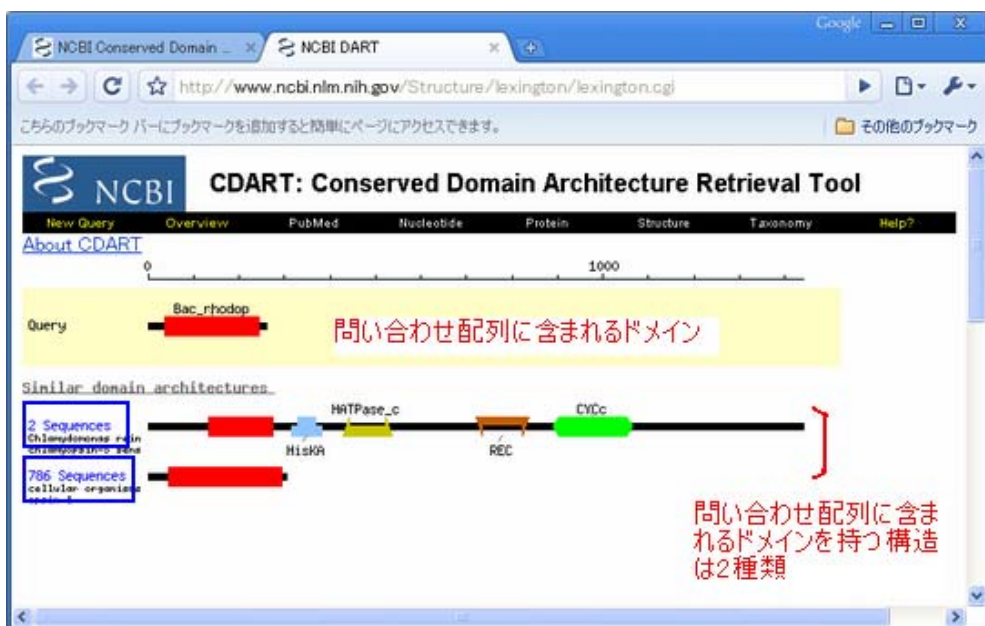 Google
NCBI Conserved Domain ...
NCBI DART
http://www.ncbi.nlm.nih.gov/Structure/lexington/lexington.cgi
こちらのブックマーク バーにブックマークを追加すると簡単にページにアクセスできます。
その他のブックマーク
NCBI
CDART: Conserved Domain Architecture Retrieval Tool
New Query Overview PubMed Nucleotide Protein Structure Taxonomy Help?
About CDART
0 1000
Query
Bac_rhodop
問い合わせ配列に含まれるドメイン
Similar domain architectures
2 Sequences
Chlamydomonas rein
chlamyopsin-5 sens
HisKA
HATPase_c
REC
CYCc
786 Sequences
cellular organisms
問い合わせ配列に含ま
れるドメインを持つ構造
は2種類